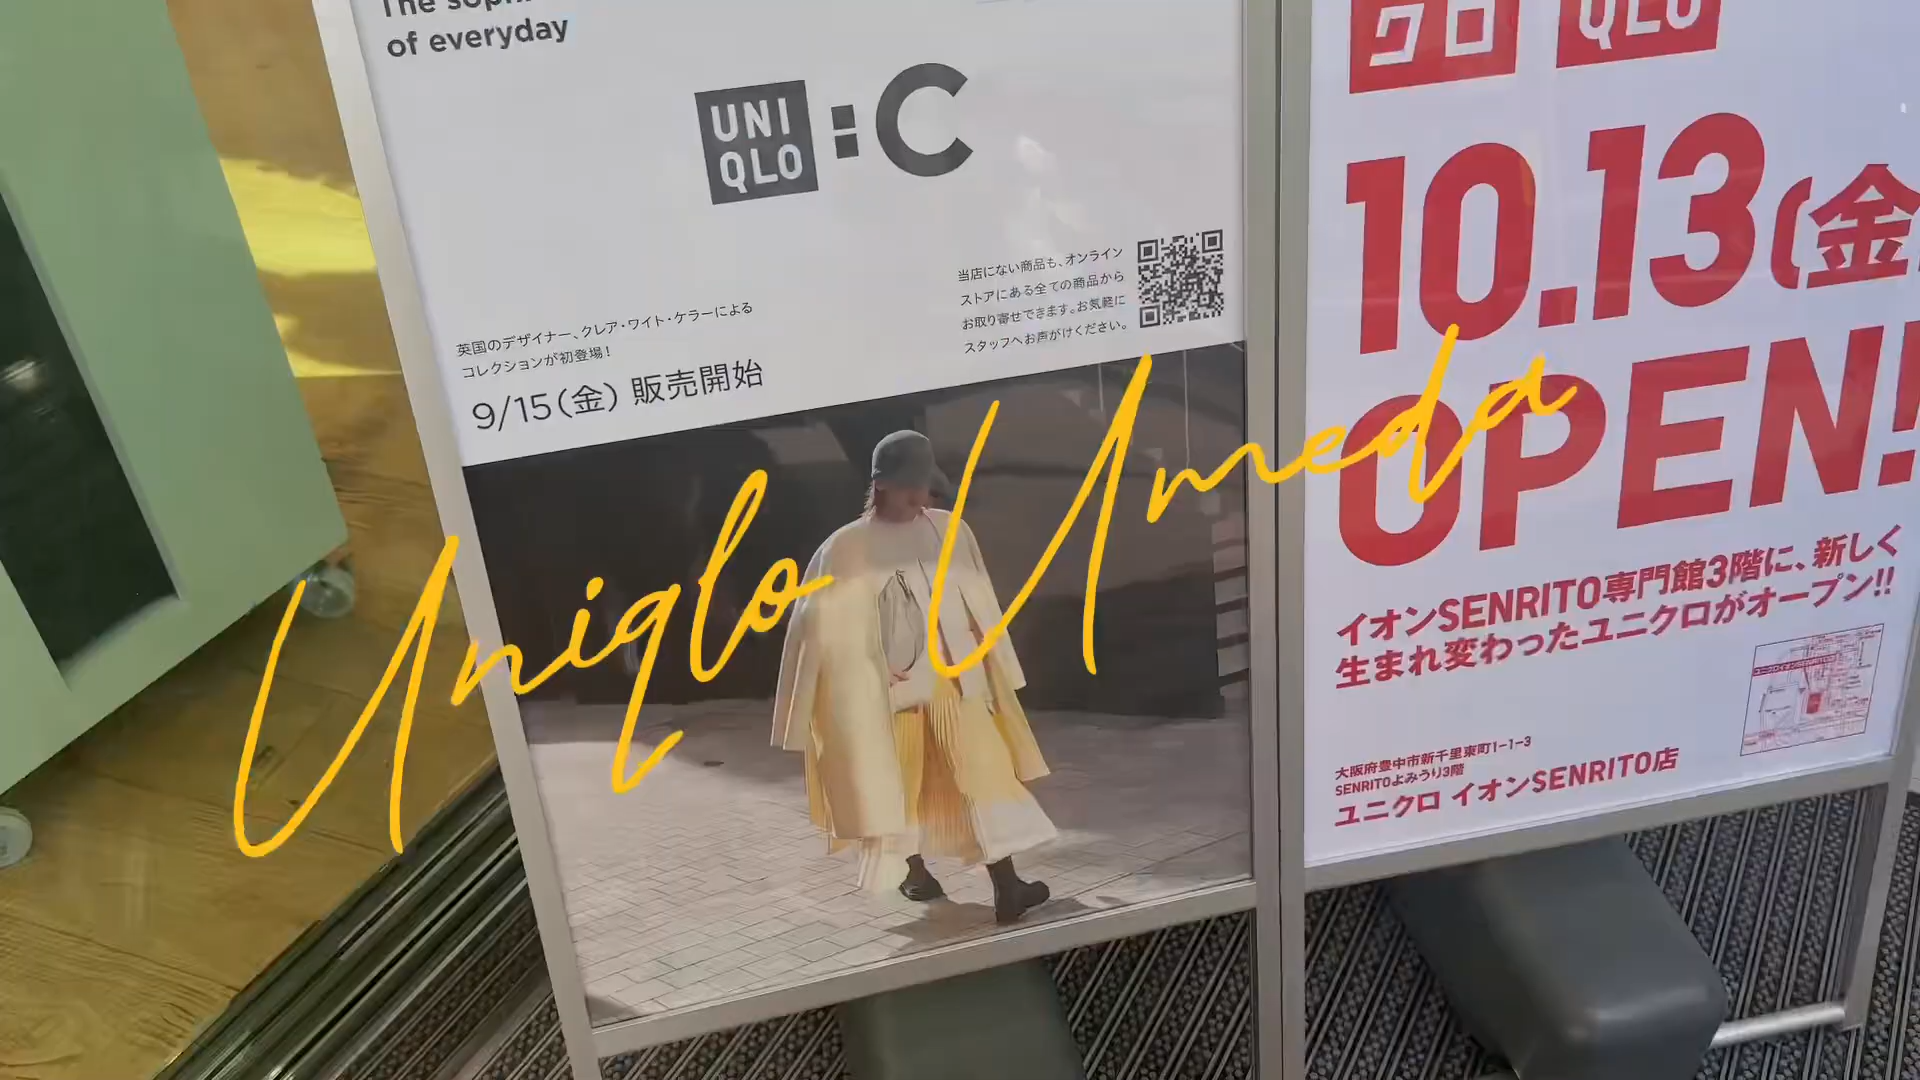 of everyday
UNI
QLO
:C
英国のデザイナー、クレア・ワイト・ケラーによる
コレクションが初登場!
9/15(金) 販売開始
当店にない商品も、オンライン
ストアにある全ての商品から
お取り寄せできます。お気軽に
スタッフへお声がけください。
クロ
QLO
10.13(金
OPEN!
イオンSENRITO専門館3階に、新しく
生まれ変わったユニクロがオープン!!
大阪府豊中市新千里東町1-1-3
SENRITOよみうり3階
ユニクロ イオンSENRITO店
Uniqlo Umeda